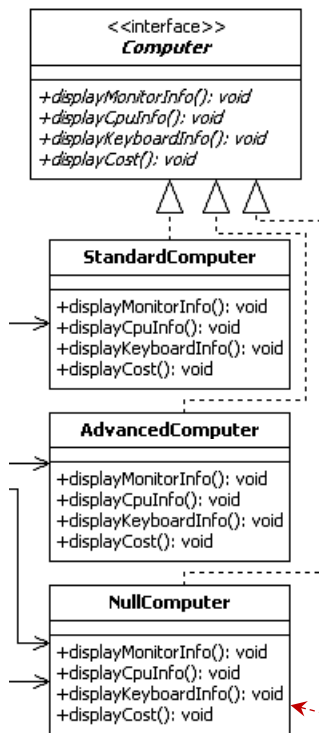 <<interface>>
Computer
+displayMonitorInfo(): void
+displayCpuInfo(): void
+displayKeyboardInfo(): void
+displayCost(): void
StandardComputer
+displayMonitorInfo(): void
+displayCpuInfo(): void
+displayKeyboardInfo(): void
+displayCost(): void
AdvancedComputer
+displayMonitorInfo(): void
+displayCpuInfo(): void
+displayKeyboardInfo(): void
+displayCost(): void
NullComputer
+displayMonitorInfo(): void
+displayCpuInfo(): void
+displayKeyboardInfo(): void
+displayCost(): void